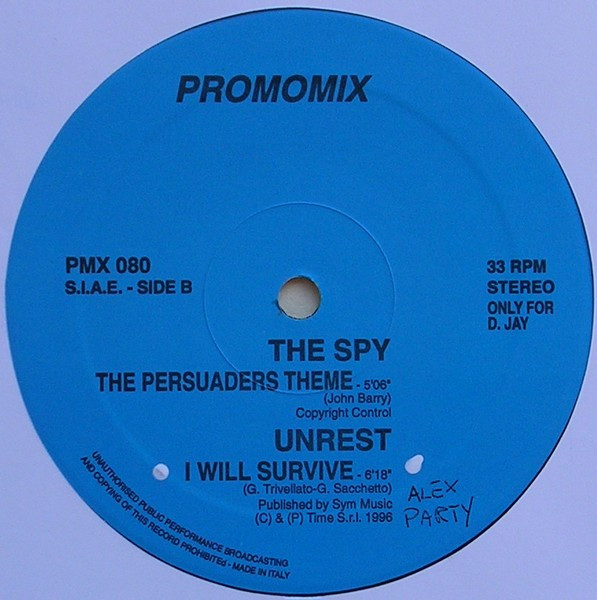 PROMOMIX
PMX 080
S.I.A.E. - SIDE B
33 RPM
STEREO
ONLY FOR
D. JAY
THE SPY
THE PERSUADERS THEME - 5'06"
(John Barry)
Copyright Control
UNREST
I WILL SURVIVE - 6'18"
(G. Trivellato-G. Sacchetto)
Published by Sym Music
(C) & (P) Time S.r.l. 1996
ALEX
PARTY
UNAUTHORISED PUBLIC PERFORMANCE BROADCASTING
AND COPYING OF THIS RECORD PROHIBITEd - MADE IN ITALY